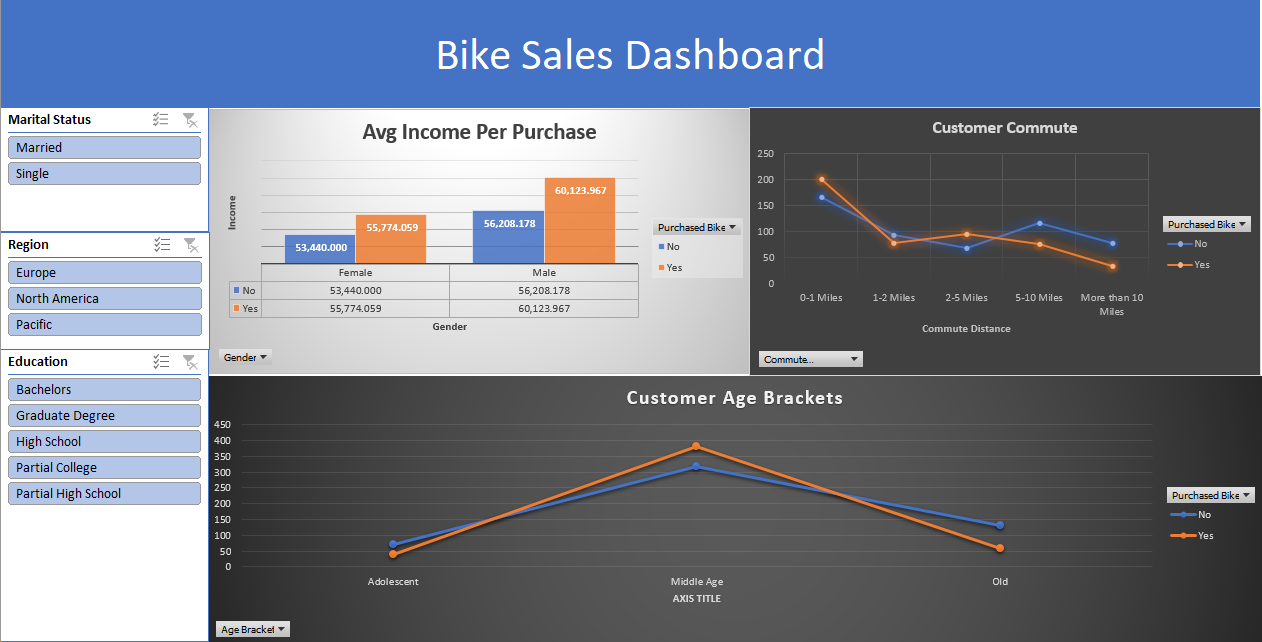 Bike Sales Dashboard
Marital Status
Married
Single
Region
Europe
North America
Pacific
Education
Bachelors
Graduate Degree
High School
Partial College
Partial High School
Avg Income Per Purchase
Income
53,440.000
55,774.059
56,208.178
60,123.967
Female Male
No 53,440.000 56,208.178
Yes 55,774.059 60,123.967
Gender
Purchased Bike
No
Yes
Gender
Customer Commute
250
200
150
100
50
0
0-1 Miles 1-2 Miles 2-5 Miles 5-10 Miles More than 10
Miles
Commute Distance
Purchased Bike
No
Yes
Commute...
Customer Age Brackets
450
400
350
300
250
200
150
100
50
0
Adolescent Middle Age Old
AXIS TITLE
Purchased Bike
No
Yes
Age Bracket